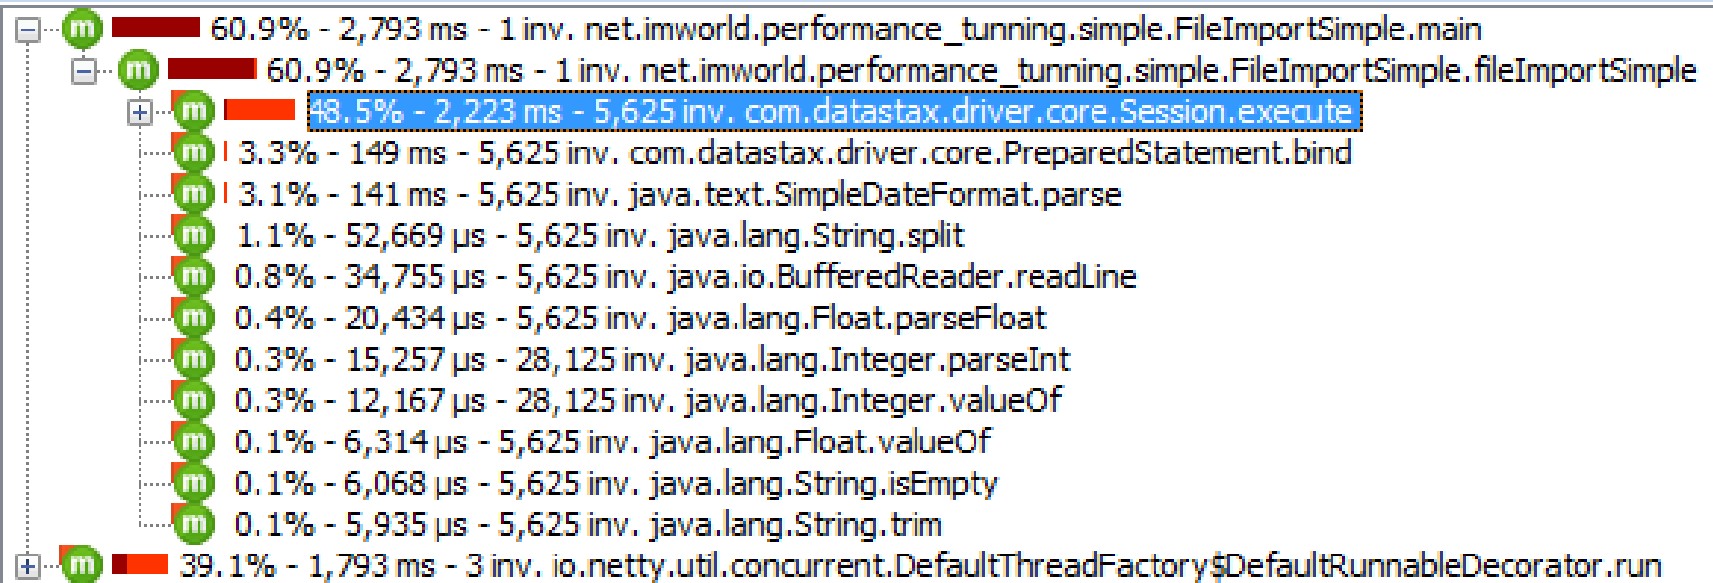 m 60.9% - 2,793 ms - 1 inv. net.imworld.performance_tunning.simple.FileImportSimple.main
m 60.9% - 2,793 ms - 1 inv. net.imworld.performance_tunning.simple.FileImportSimple.fileImportSimple
m 48.5% - 2,223 ms - 5,625 inv. com.datastax.driver.core.Session.execute
m 3.3% - 149 ms - 5,625 inv. com.datastax.driver.core.PreparedStatement.bind
m 3.1% - 141 ms - 5,625 inv. java.text.SimpleDateFormat.parse
m 1.1% - 52,669 µs - 5,625 inv. java.lang.String.split
m 0.8% - 34,755 µs - 5,625 inv. java.io.BufferedReader.readLine
m 0.4% - 20,434 µs - 5,625 inv. java.lang.Float.parseFloat
m 0.3% - 15,257 µs - 28,125 inv. java.lang.Integer.parseInt
m 0.3% - 12,167 µs - 28,125 inv. java.lang.Integer.valueOf
m 0.1% - 6,314 µs - 5,625 inv. java.lang.Float.valueOf
m 0.1% - 6,068 µs - 5,625 inv. java.lang.String.isEmpty
m 0.1% - 5,935 µs - 5,625 inv. java.lang.String.trim
m 39.1% - 1,793 ms - 3 inv. io.netty.util.concurrent.DefaultThreadFactory$DefaultRunnableDecorator.run